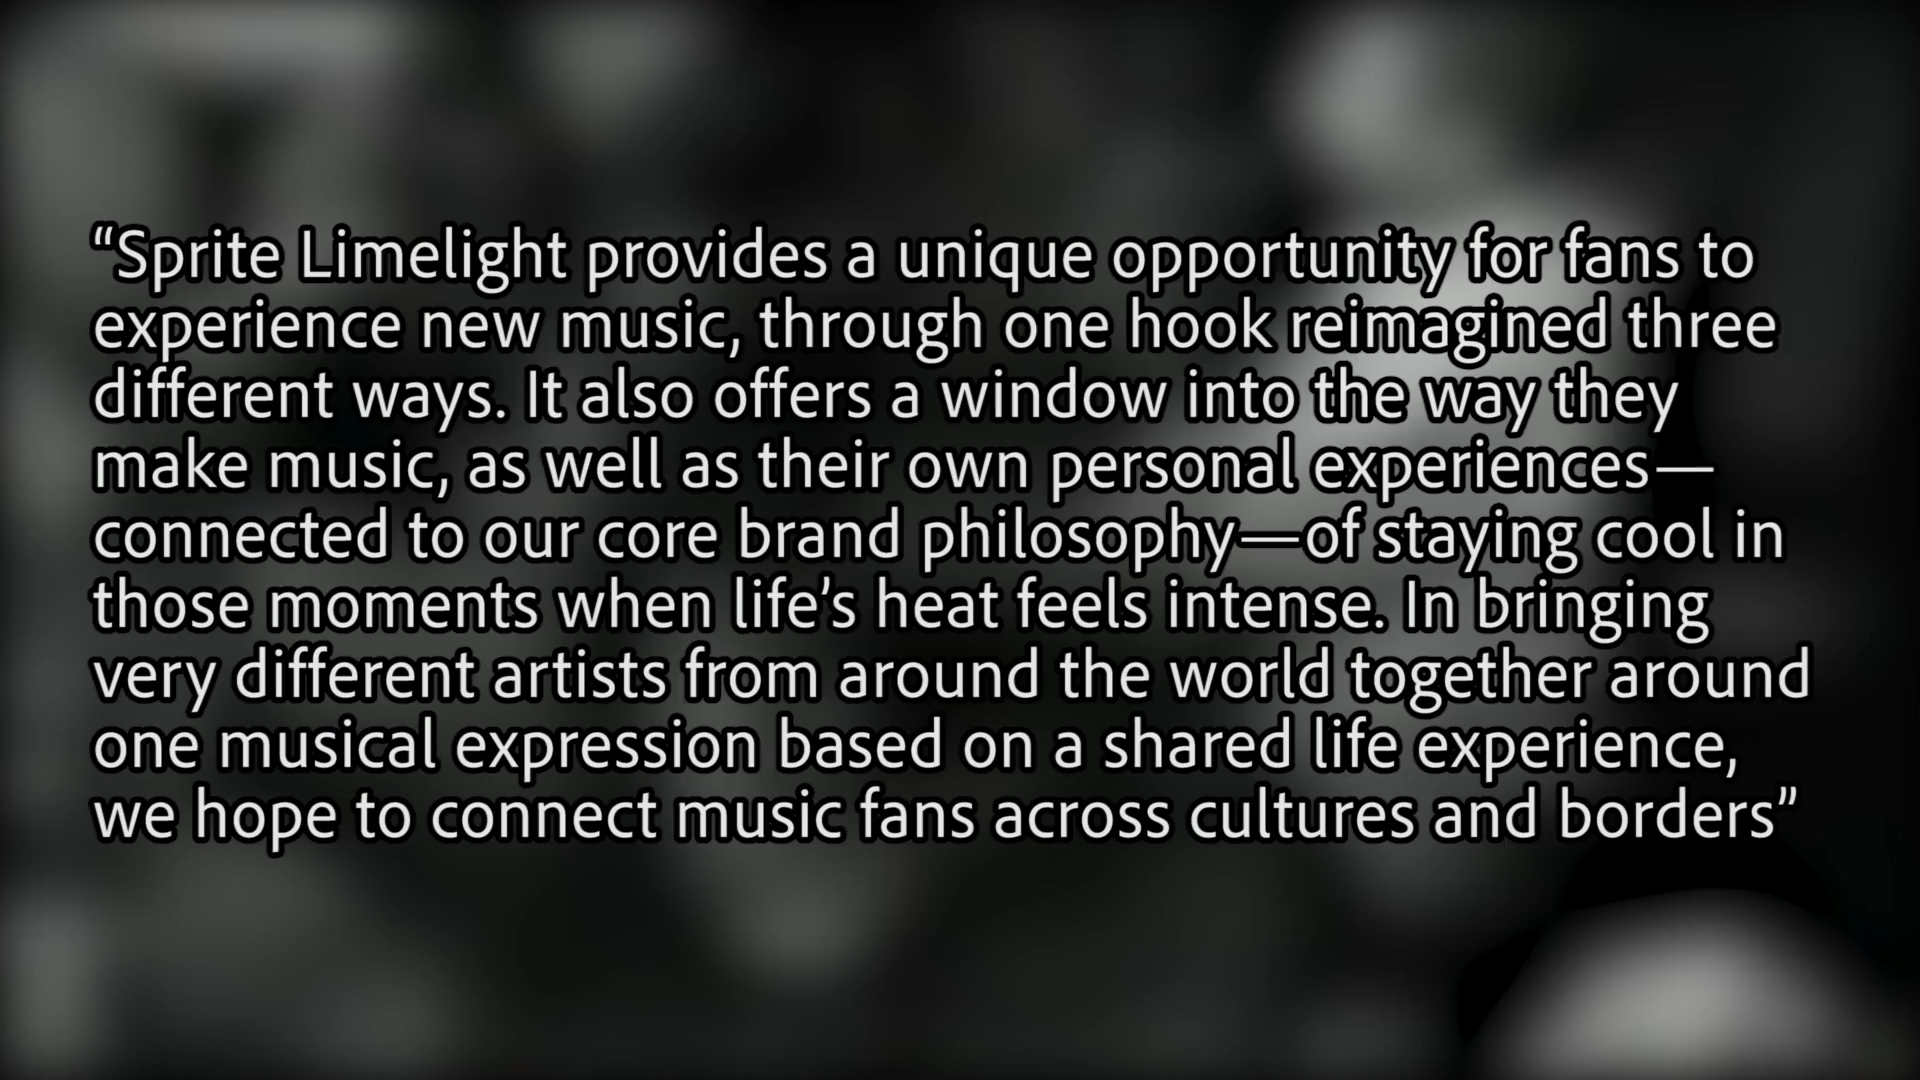 “Sprite Limelight provides a unique opportunity for fans to
experience new music, through one hook reimagined three
different ways. It also offers a window into the way they
make music, as well as their own personal experiences—
connected to our core brand philosophy—of staying cool in
those moments when life’s heat feels intense. In bringing
very different artists from around the world together around
one musical expression based on a shared life experience,
we hope to connect music fans across cultures and borders”